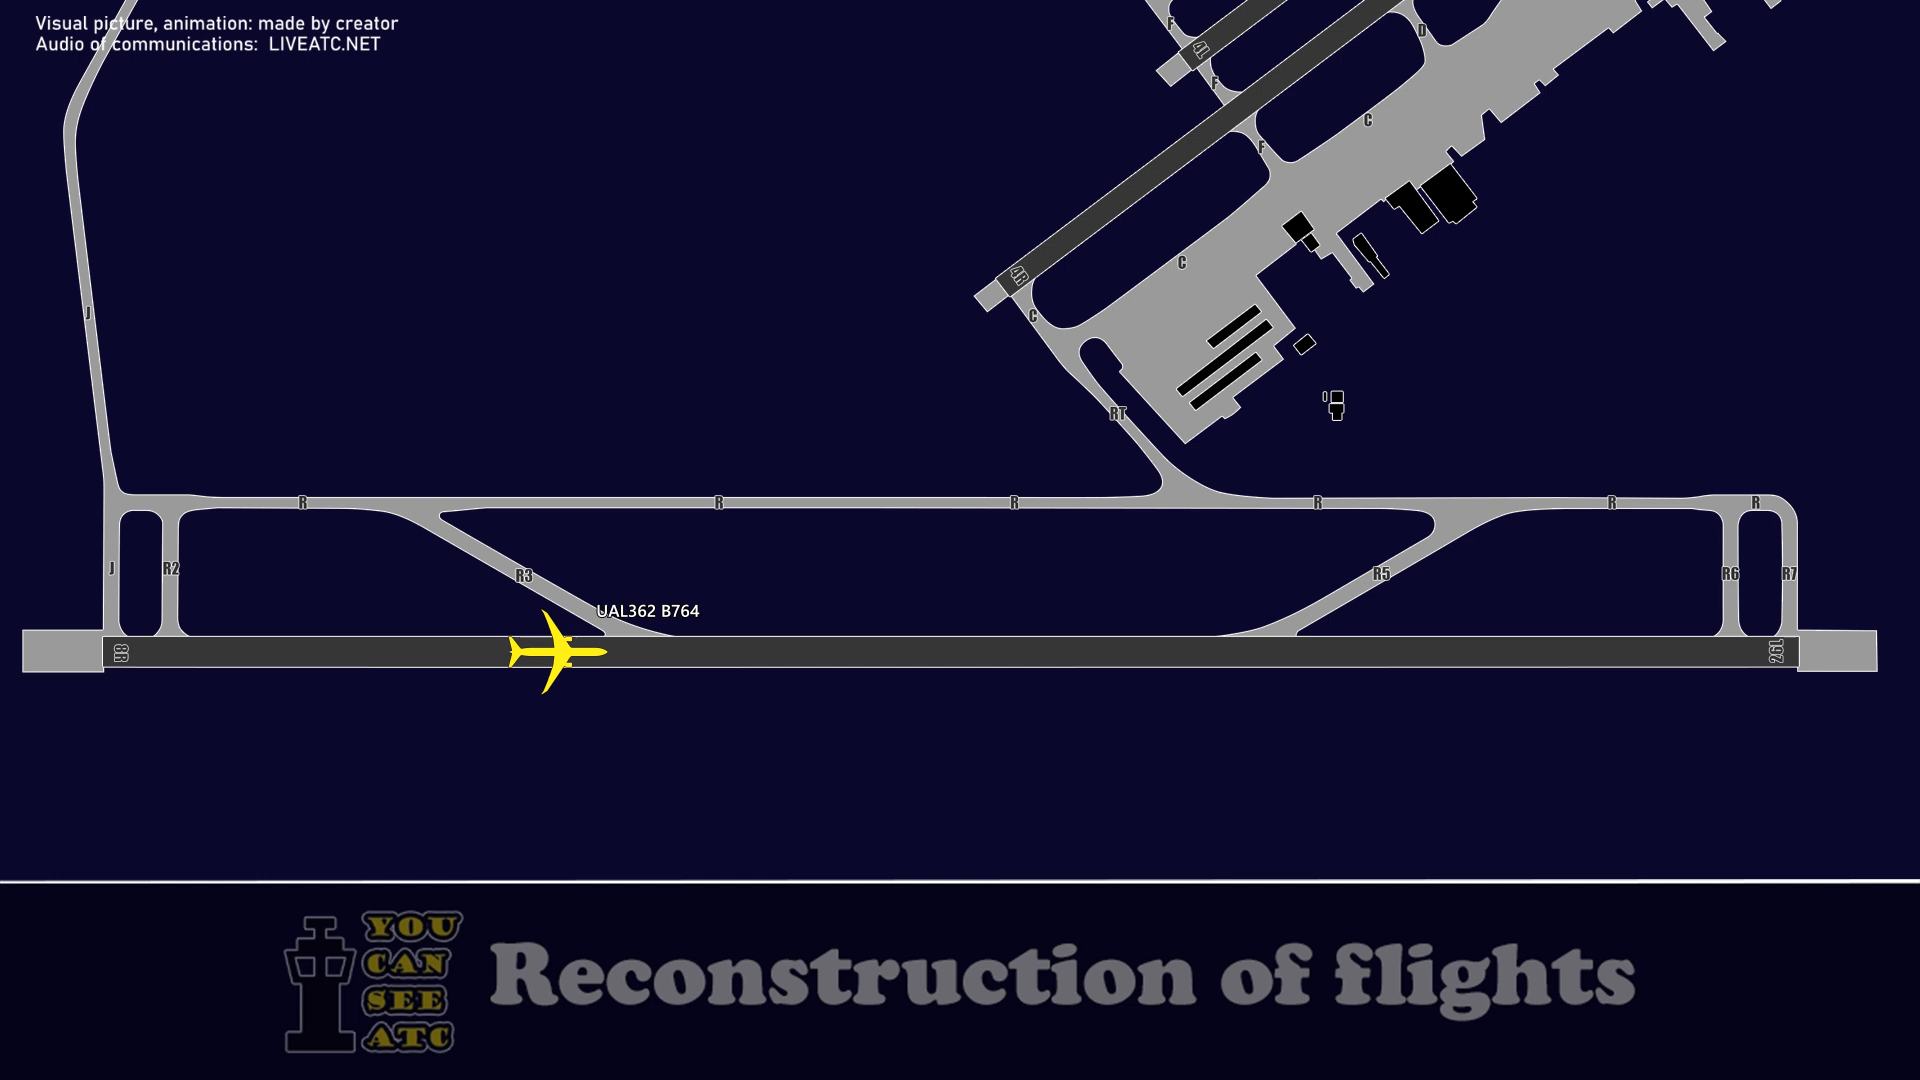 Visual picture, animation: made by creator
Audio of communications: LIVEATC.NET
F
4L
F
D
C
F
4R
C
C
J
RT
R
R
R
R
R
R
J
R2
R3
R5
R6
R7
UAL362 B764
8R
26L
YOU
CAN
SEE
ATC
Reconstruction of flights